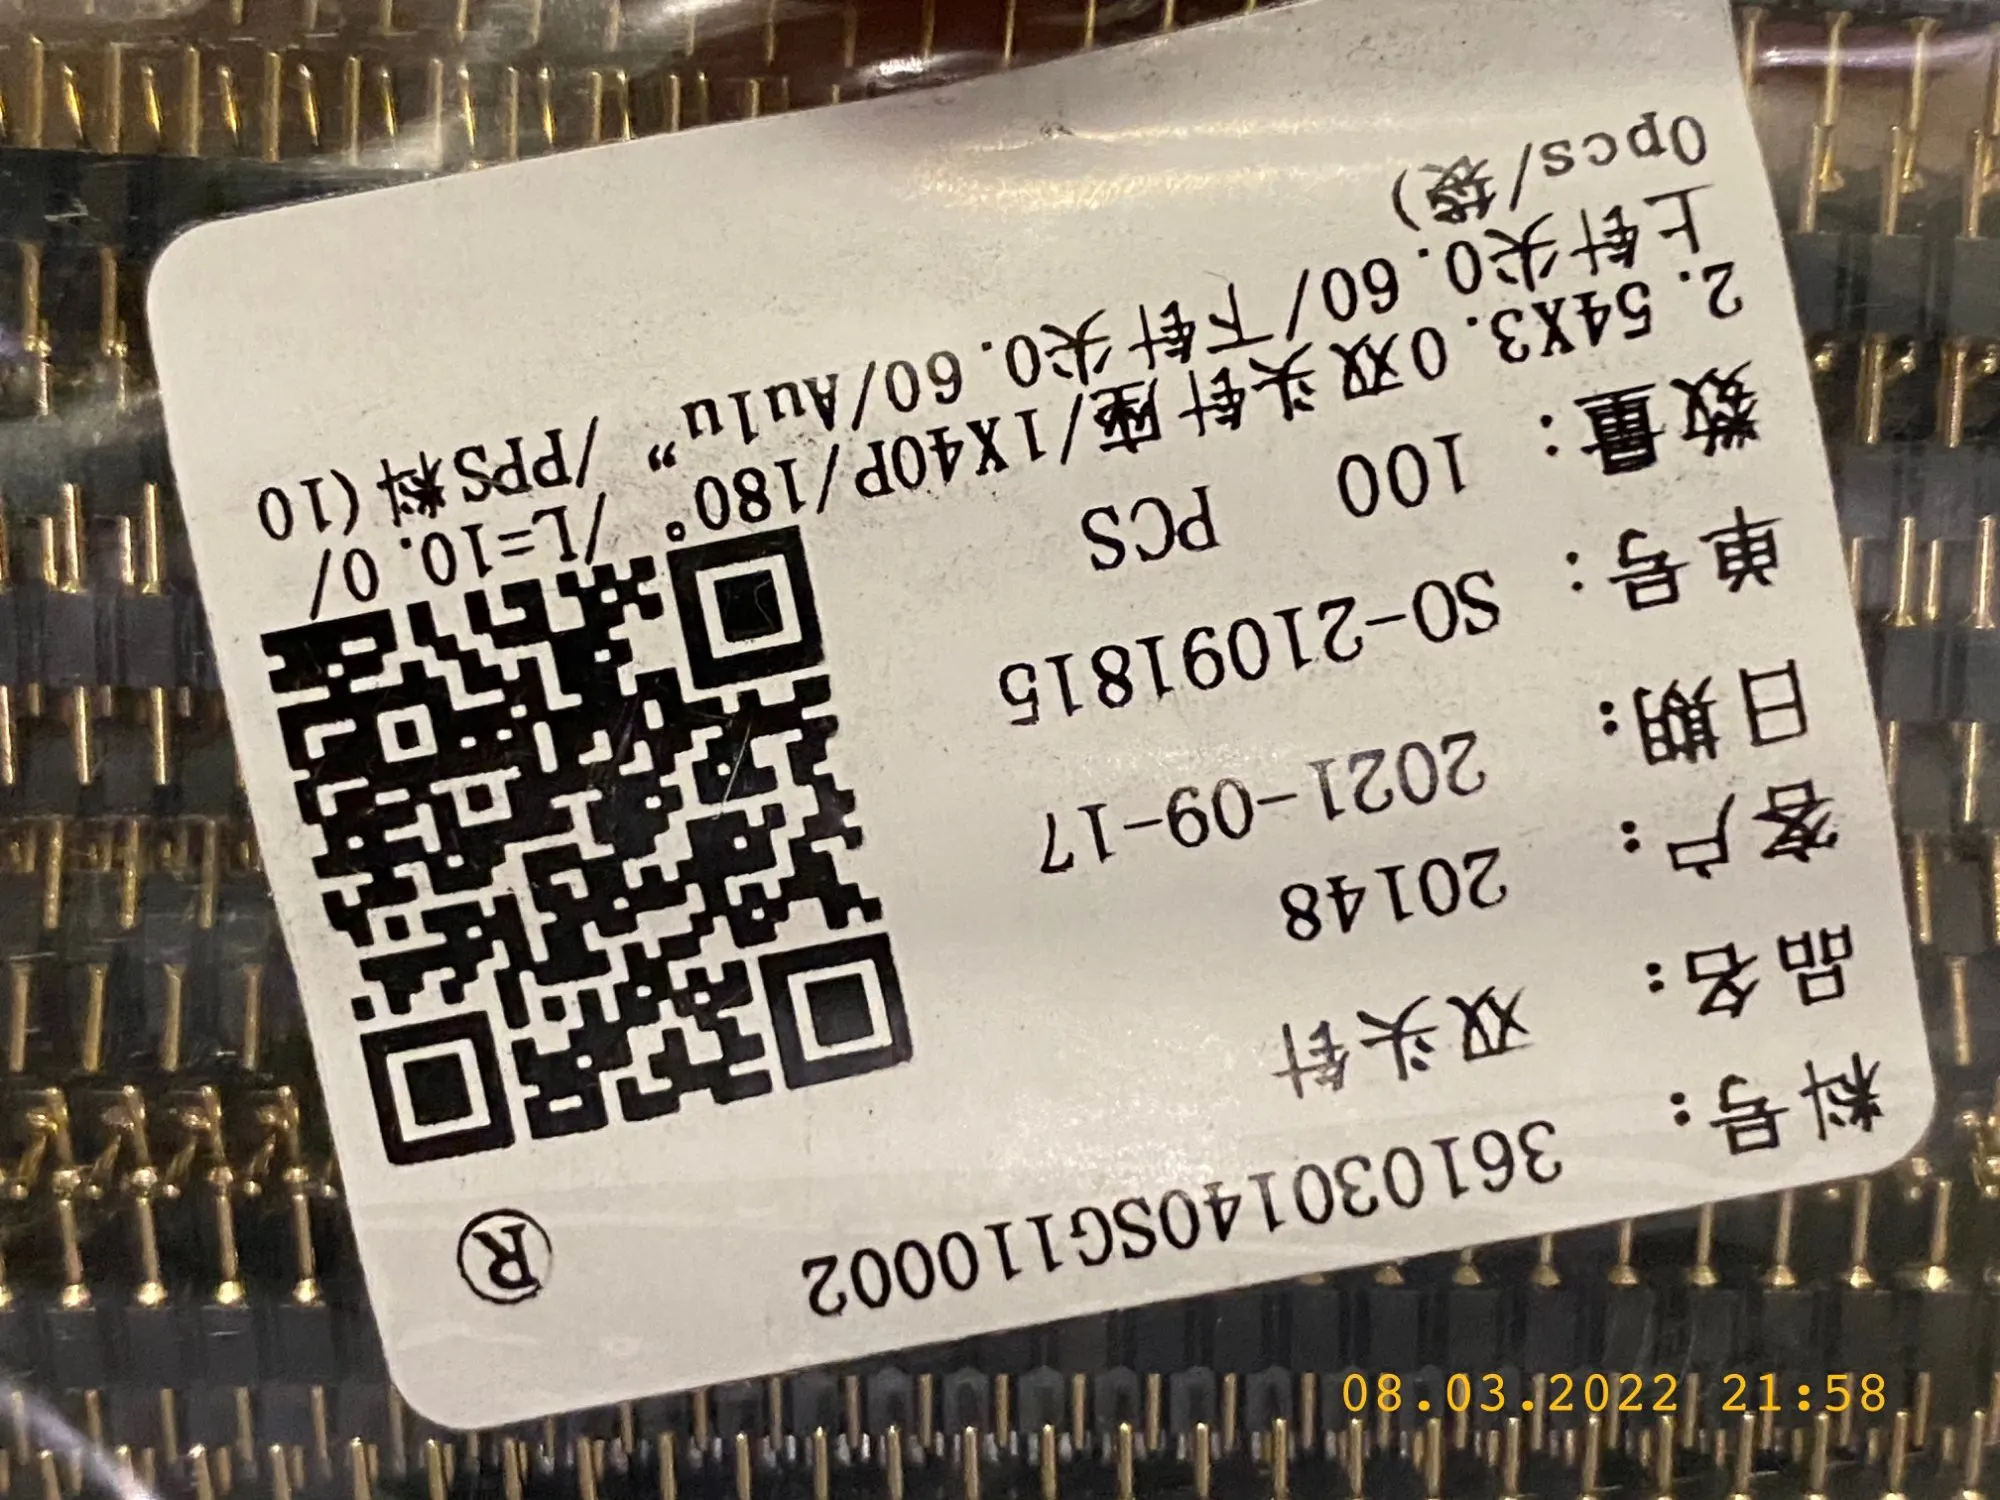 ®
料号: 361030140SG110002
品名: 双头针
客户: 20148
日期: 2021-09-17
单号: SO-21091815
数量: 100 PCS
2.54X3.0双头针座/1X40P/180° /L=10.0/
上针尖0.60/下针尖0.60/Au1u” /PPS料(10
0pcs/袋)
08.03.2022 21:58